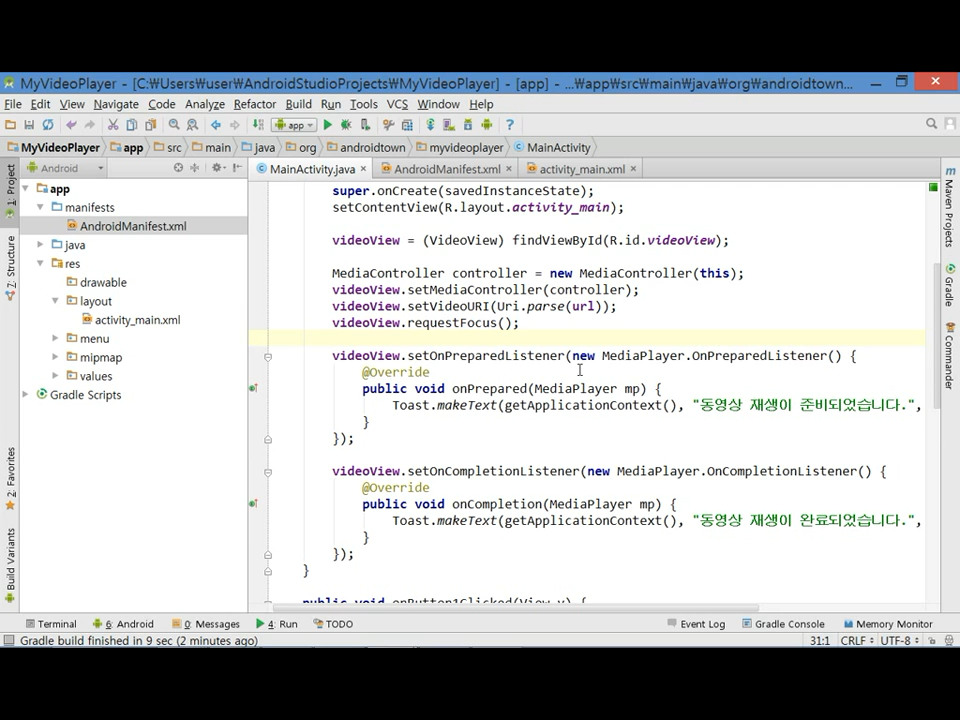 MyVideoPlayer - [C:\Users\user\AndroidStudioProjects\MyVideoPlayer] - [app] - ...\app\src\main\java\org\androidtown...
File Edit View Navigate Code Analyze Refactor Build Run Tools VCS Window Help
app
MyVideoPlayer app src main java org androidtown myvideoplayer MainActivity
Android
MainActivity.java AndroidManifest.xml activity_main.xml
1: Project
7: Structure
2: Favorites
Build Variants
app
manifests
AndroidManifest.xml
java
res
drawable
layout
activity_main.xml
menu
mipmap
values
Gradle Scripts
super.onCreate(savedInstanceState);
setContentView(R.layout.activity_main);
videoView = (VideoView) findViewById(R.id.videoView);
MediaController controller = new MediaController(this);
videoView.setMediaController(controller);
videoView.setVideoURI(Uri.parse(url));
videoView.requestFocus();
videoView.setOnPreparedListener(new MediaPlayer.OnPreparedListener() {
@Override
public void onPrepared(MediaPlayer mp) {
Toast.makeText(getApplicationContext(), "동영상 재생이 준비되었습니다.",
}
});
videoView.setOnCompletionListener(new MediaPlayer.OnCompletionListener() {
@Override
public void onCompletion(MediaPlayer mp) {
Toast.makeText(getApplicationContext(), "동영상 재생이 완료되었습니다.",
}
});
}
public void onButton1Clicked(View v) {
m
Maven Projects
Gradle
Commander
Terminal 6: Android 0: Messages 4: Run TODO Event Log Gradle Console Memory Monitor
Gradle build finished in 9 sec (2 minutes ago) 31:1 CRLF UTF-8